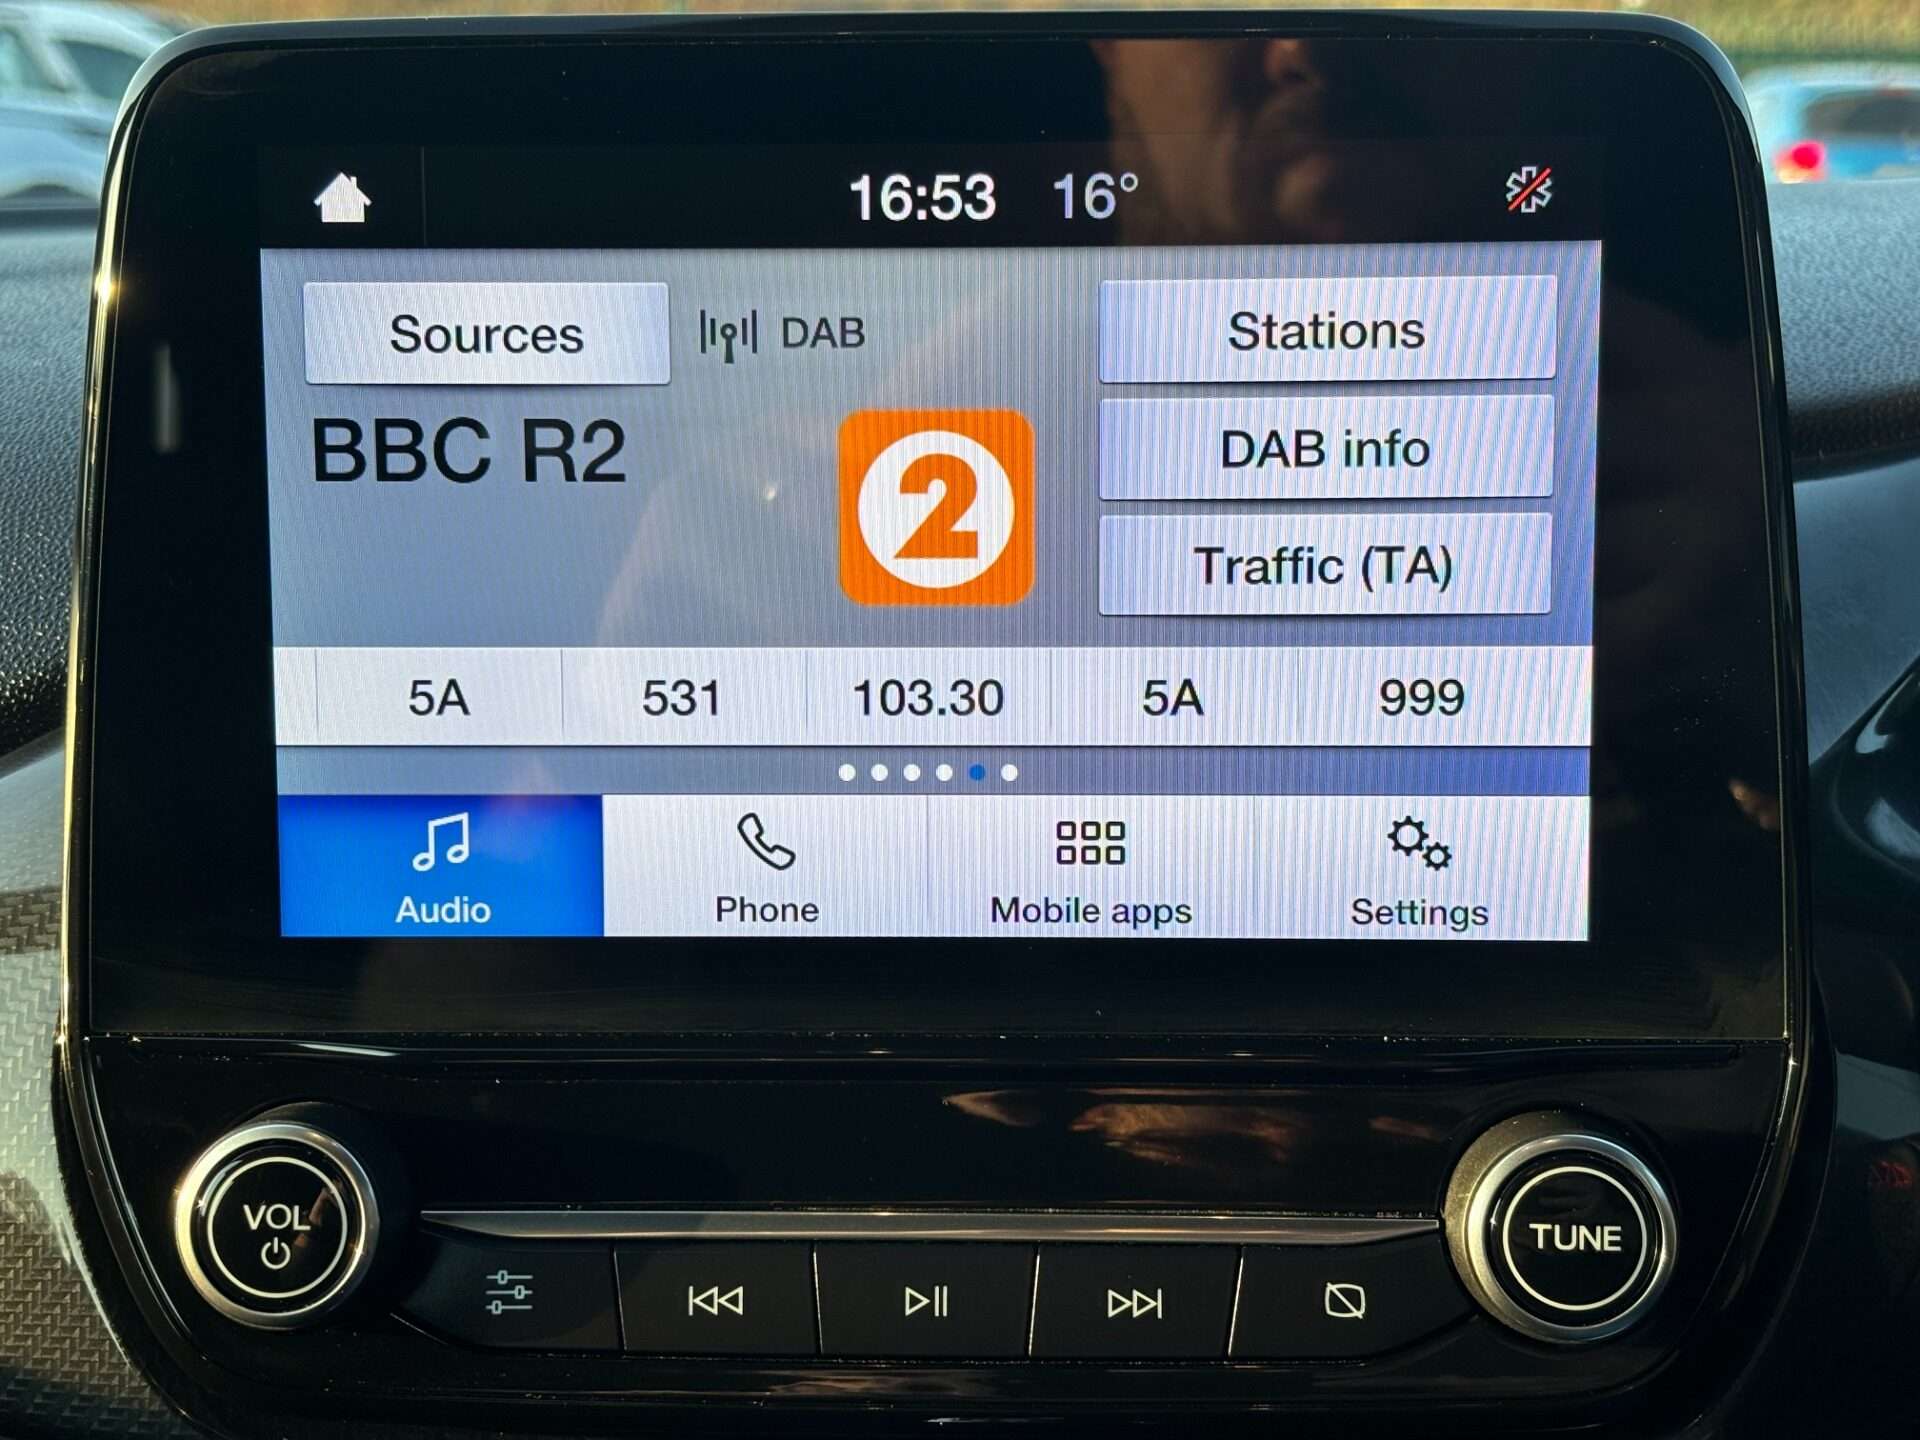 16:53 16°
Sources DAB Stations
BBC R2
2
DAB info
Traffic (TA)
5A 531 103.30 5A 999
Audio Phone Mobile apps Settings
VOL
TUNE